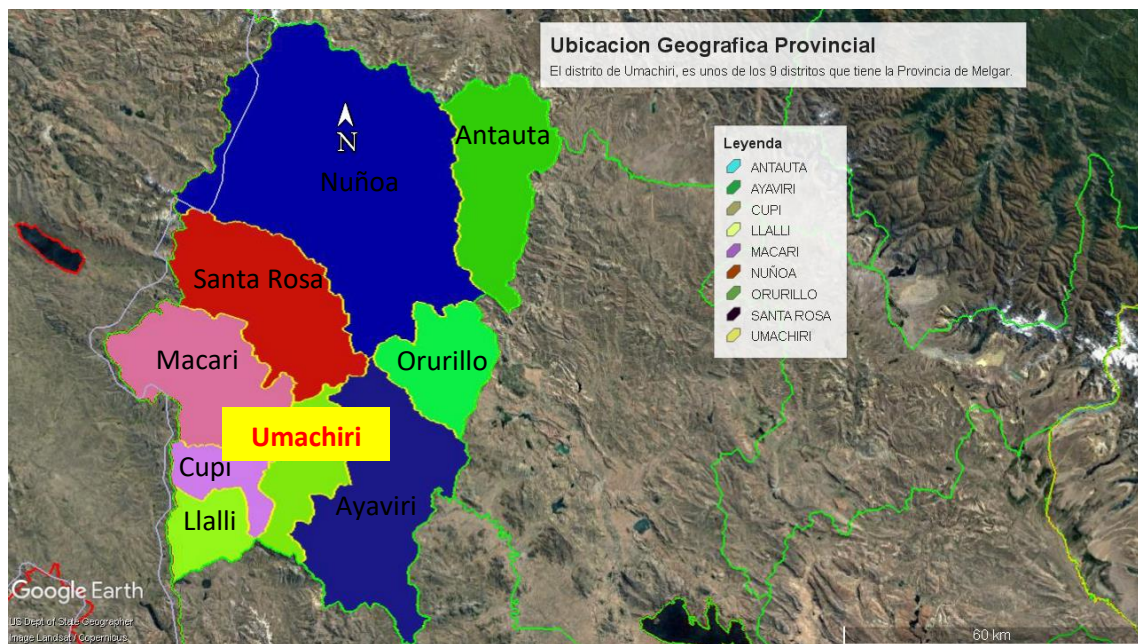 Ubicacion Geografica Provincial
El distrito de Umachiri, es unos de los 9 distritos que tiene la Provincia de Melgar.
Antauta
N
Nuñoa
Leyenda
ANTAUTA
AYAVIRI
CUPI
LLALLI
MACARI
NUÑOA
ORURILLO
SANTA ROSA
UMACHIRI
Santa Rosa
Macari
Orurillo
Umachiri
Cupi
Ayaviri
Llalli
Google Earth
US Dept of State Geographer
Image Landsat / Copernicus
60 km